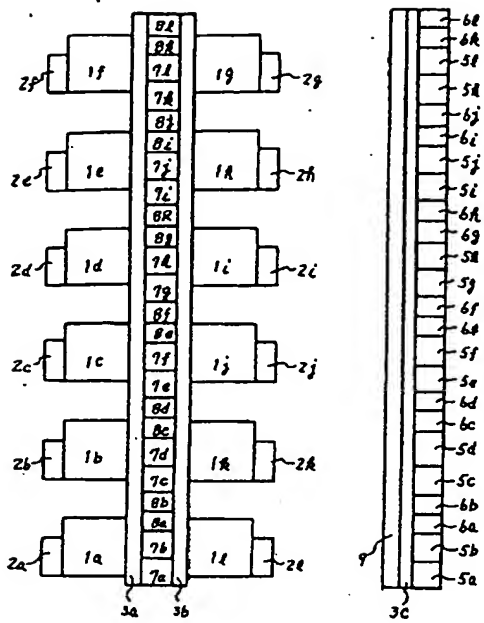 8l
8k
2f 1f 7l 1g 2g
7k
8j
8i
2e 1e 7j 1h 2h
7i
8h
8g
2d 1d 7h 1i 2i
7g
8f
8e
2c 1c 7f 1j 2j
7e
8d
8c
2b 1b 7d 1k 2k
7c
8b
8a
2a 1a 7b 1l 2l
7a
3a 3b
6l
6k
5l
5k
6j
6i
5j
5i
6h
6g
5h
5g
6f
6e
5f
5e
6d
6c
5d
5c
6b
6a
9 5b
5a
3c